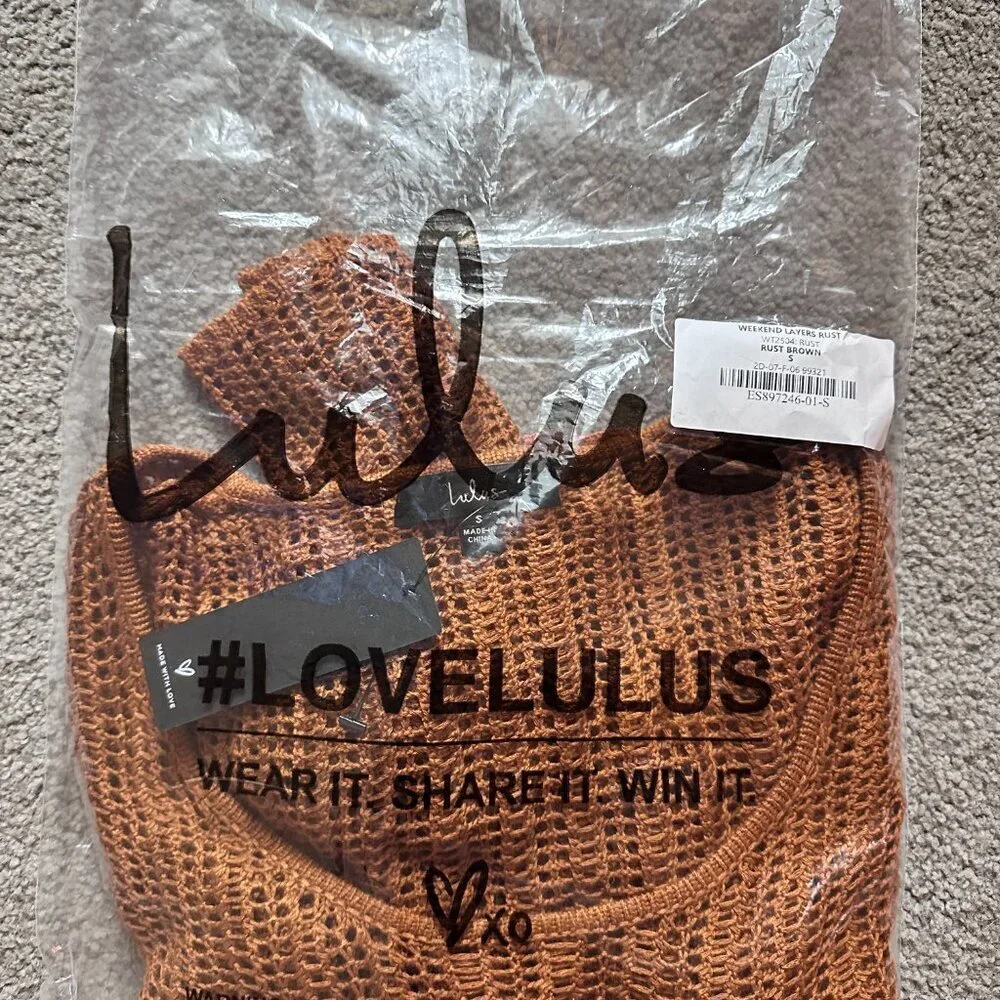 Lulus
WEEKEND LAYERS RUST
WT2504: RUST
RUST BROWN
S
2D-07-F-06 99321
ES897246-01-S
lulus
S
MADE IN
CHINA
MADE WITH LOVE
#LOVELULUS
WEAR IT. SHARE IT. WIN IT.
XO